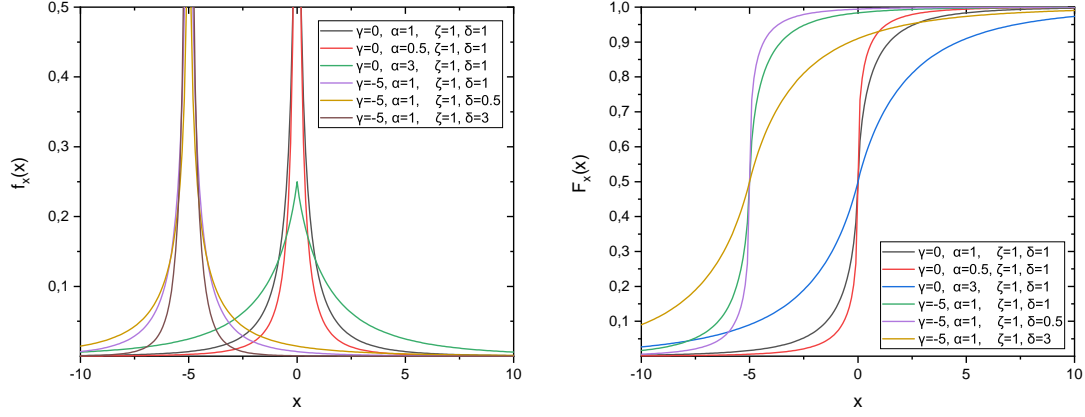 0,5
0,4
0,3
0,2
0,1
fₓ(x)
-10 -5 0 5 10
x
γ=0, α=1, ζ=1, δ=1
γ=0, α=0.5, ζ=1, δ=1
γ=0, α=3, ζ=1, δ=1
γ=-5, α=1, ζ=1, δ=1
γ=-5, α=1, ζ=1, δ=0.5
γ=-5, α=1, ζ=1, δ=3
1,0
0,9
0,8
0,7
0,6
0,5
0,4
0,3
0,2
0,1
Fₓ(x)
-10 -5 0 5 10
x
γ=0, α=1, ζ=1, δ=1
γ=0, α=0.5, ζ=1, δ=1
γ=0, α=3, ζ=1, δ=1
γ=-5, α=1, ζ=1, δ=1
γ=-5, α=1, ζ=1, δ=0.5
γ=-5, α=1, ζ=1, δ=3